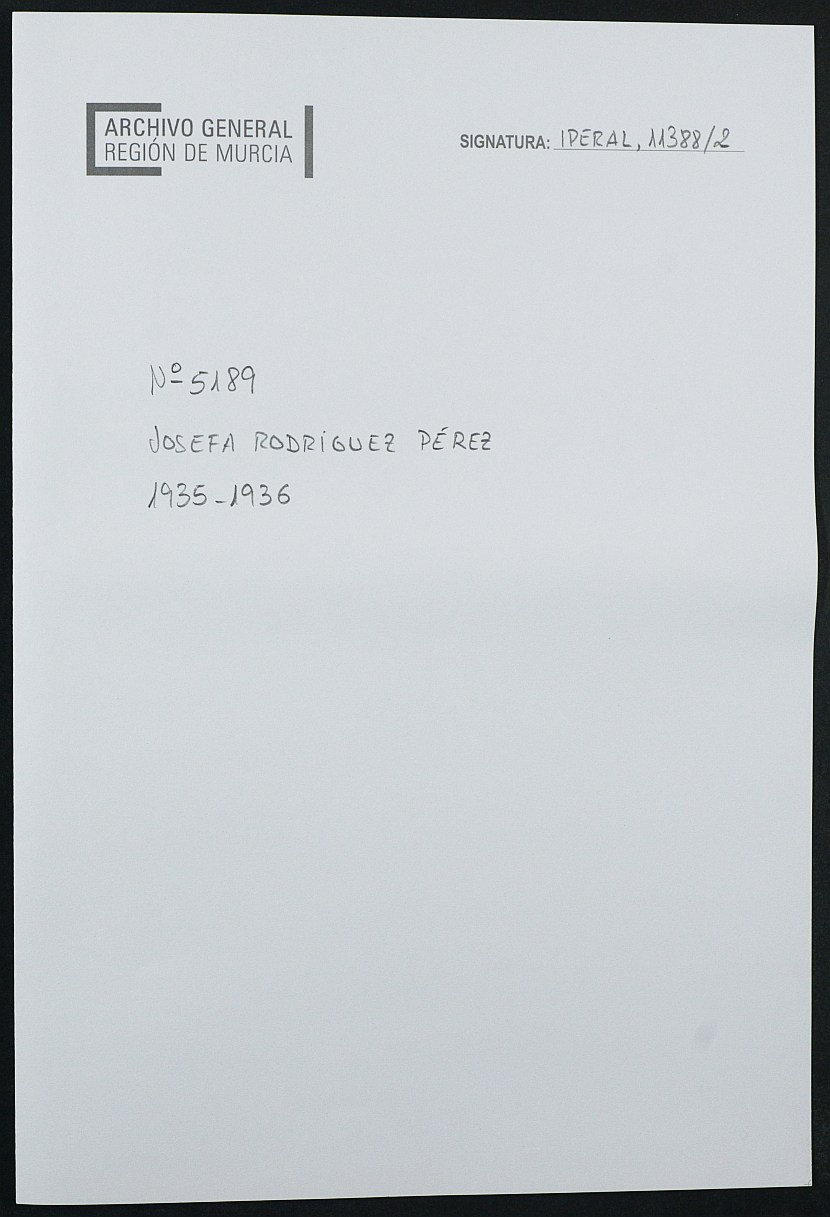 ARCHIVO GENERAL
REGIÓN DE MURCIA
SIGNATURA: IPERAL, 11388/2
Nº 5189
JOSEFA RODRÍGUEZ PÉREZ
1935-1936